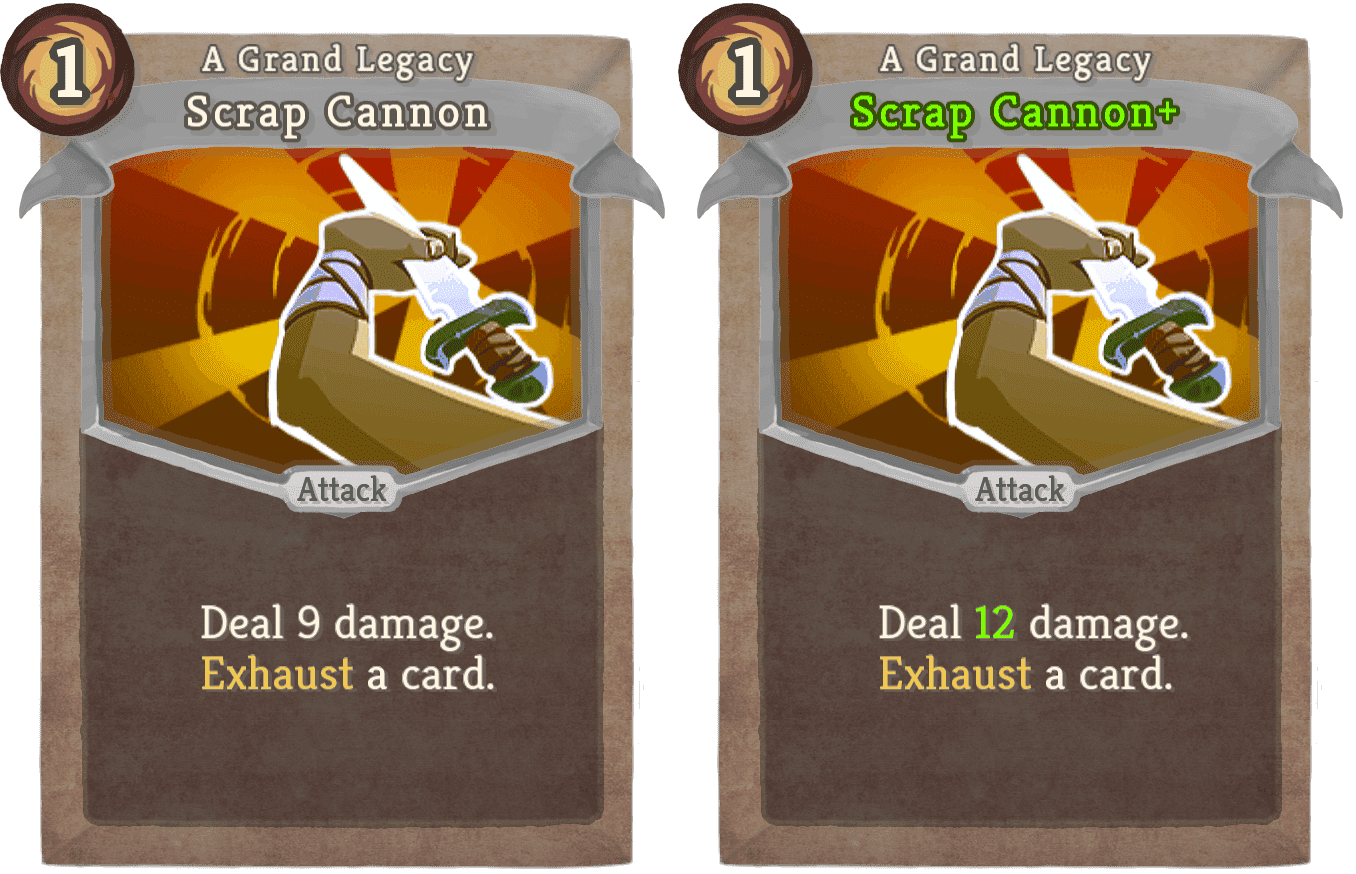 1
A Grand Legacy
Scrap Cannon
Attack
Deal 9 damage.
Exhaust a card.
1
A Grand Legacy
Scrap Cannon+
Attack
Deal 12 damage.
Exhaust a card.